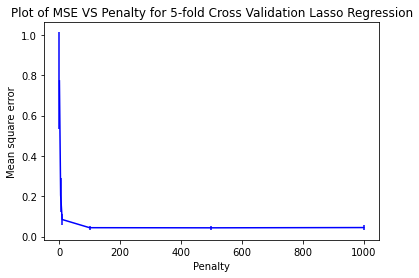 Plot of MSE VS Penalty for 5-fold Cross Validation Lasso Regression
1.0
0.8
0.6
0.4
0.2
0.0
Mean square error
0 200 400 600 800 1000
Penalty